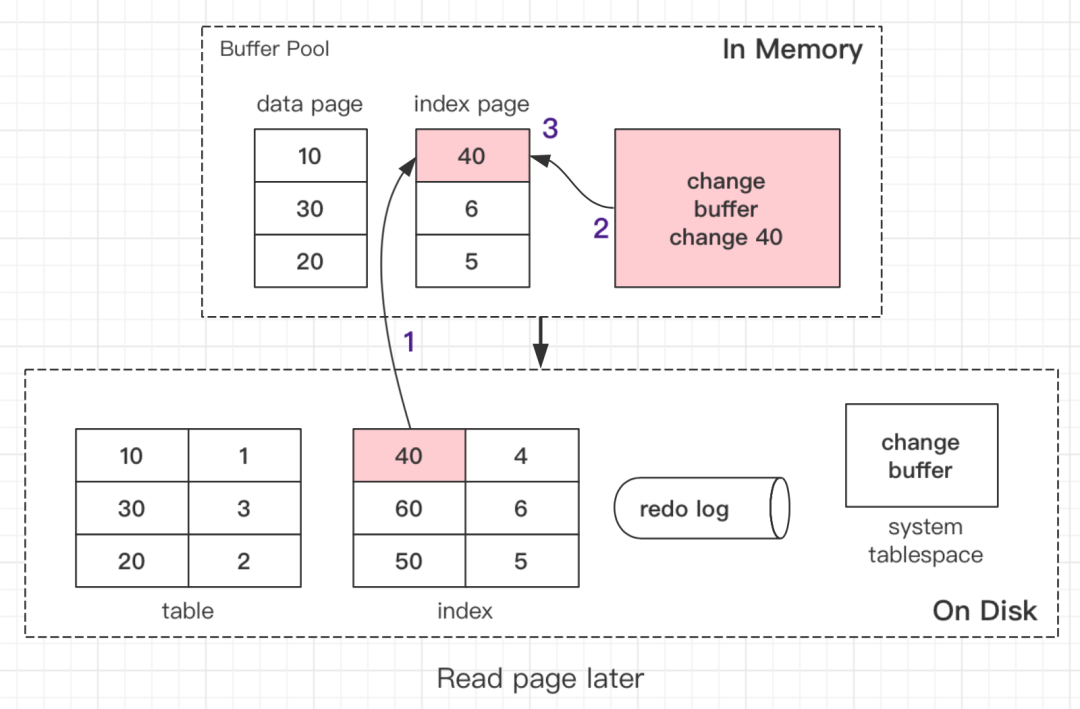 Buffer Pool
In Memory
data page
index page
3
10
40
30
6
20
5
change
buffer
change 40
2
1
10 1
30 3
20 2
table
40 4
60 6
50 5
index
redo log
change
buffer
system
tablespace
On Disk
Read page later